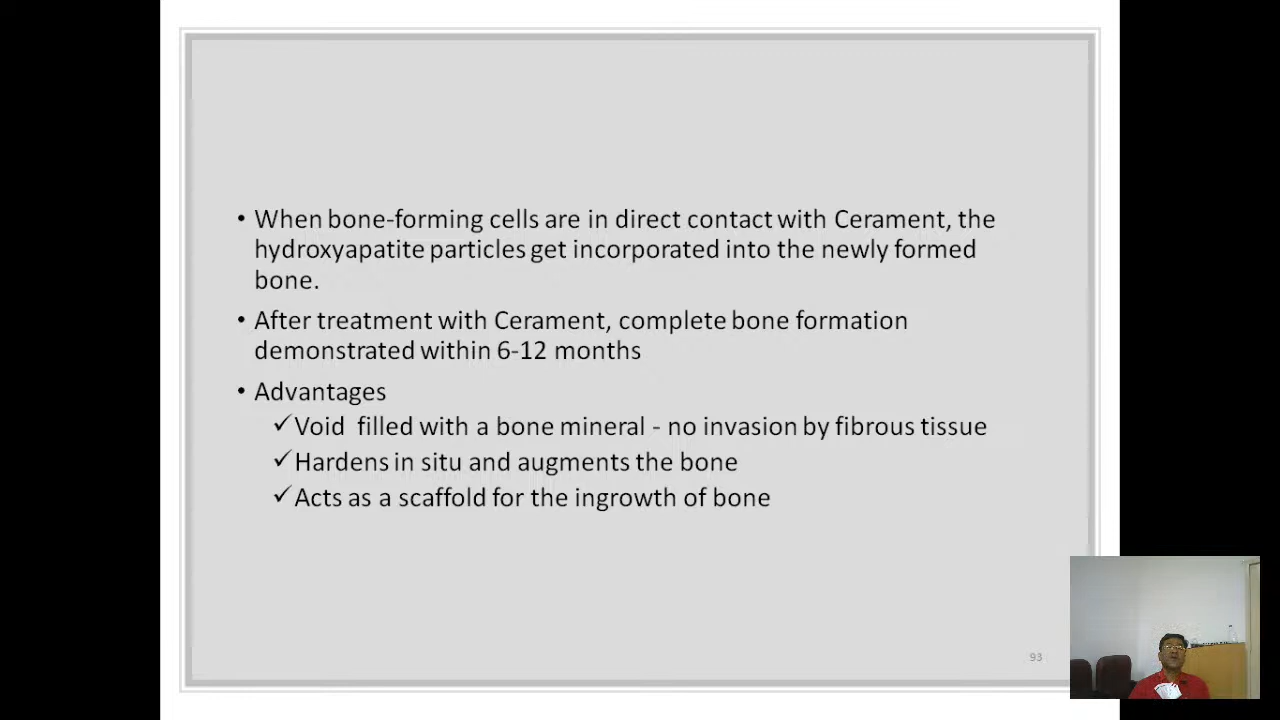 • When bone-forming cells are in direct contact with Cerament, the
hydroxyapatite particles get incorporated into the newly formed
bone.
• After treatment with Cerament, complete bone formation
demonstrated within 6-12 months
• Advantages
✓Void filled with a bone mineral - no invasion by fibrous tissue
✓Hardens in situ and augments the bone
✓Acts as a scaffold for the ingrowth of bone
93